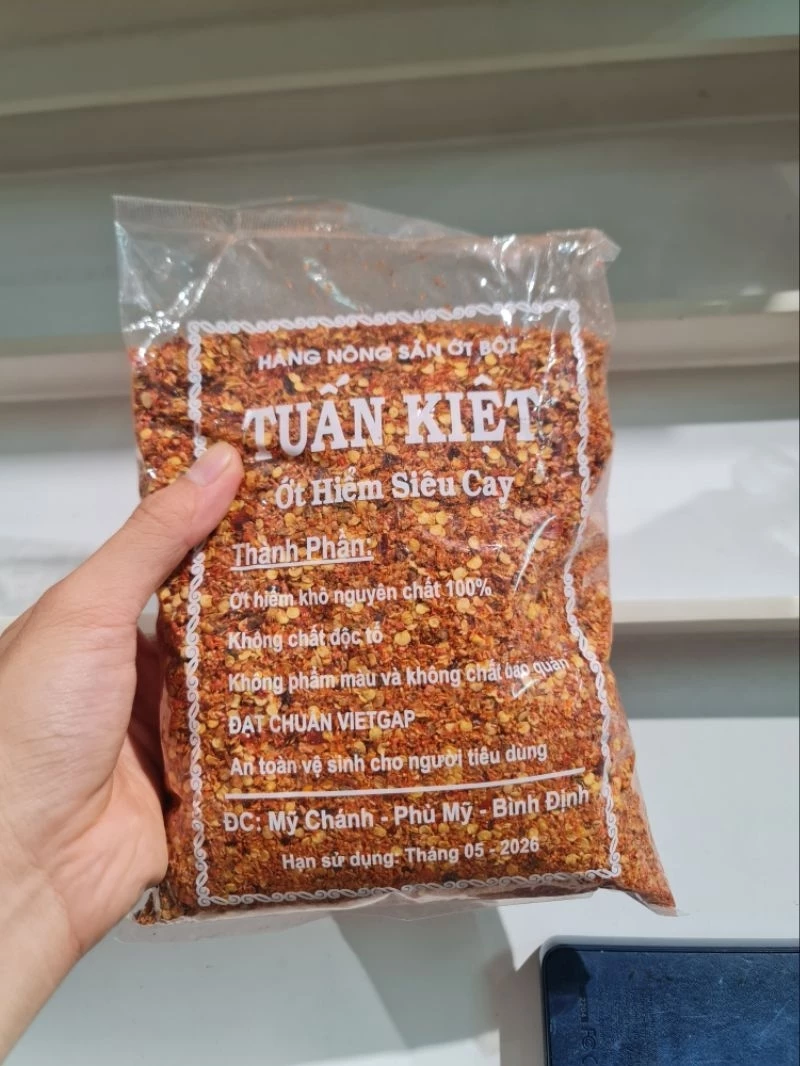 HÀNG NÔNG SẢN ỚT BỘT
TUẤN KIỆT
Ớt Hiểm Siêu Cay
Thành Phần:
Ớt hiểm khô nguyên chất 100%
Không chất độc tố
Không phẩm màu và không chất bảo quản
ĐẠT CHUẨN VIETGAP
An toàn vệ sinh cho người tiêu dùng
ĐC: Mỹ Chánh - Phù Mỹ - Bình Định
Hạn sử dụng: Tháng 05 - 2026